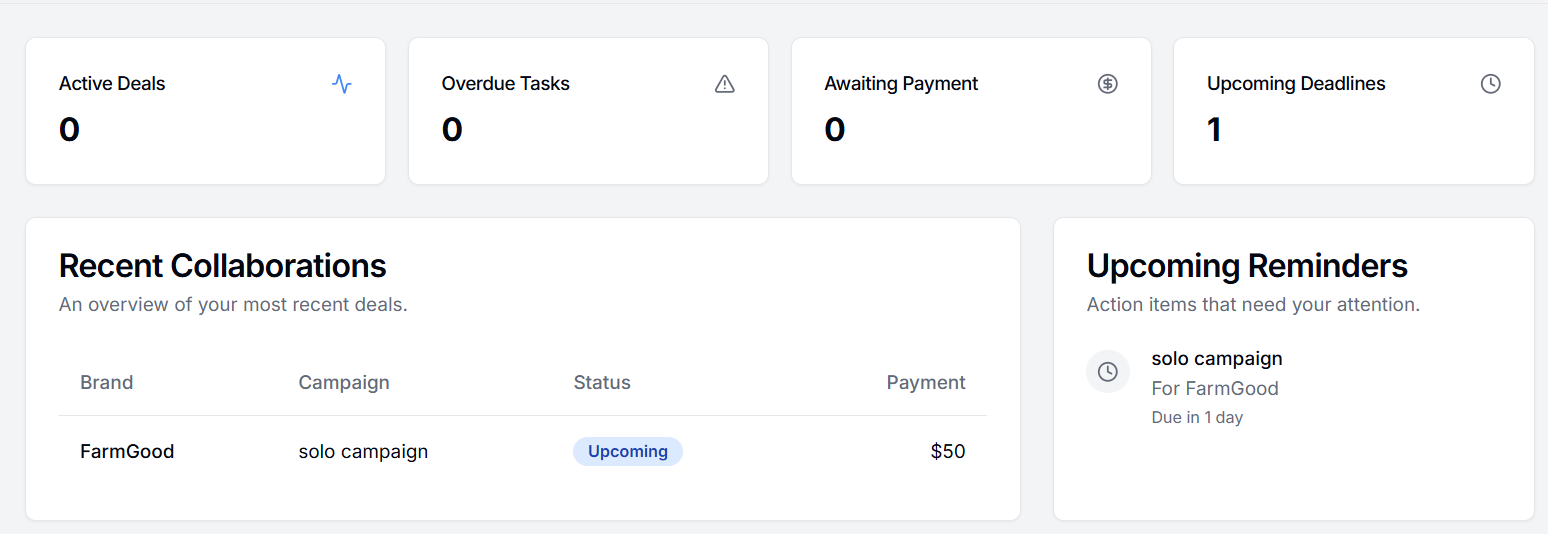 Active Deals
0
Overdue Tasks
0
Awaiting Payment
0
Upcoming Deadlines
1
Recent Collaborations
An overview of your most recent deals.
Brand Campaign Status Payment
FarmGood solo campaign Upcoming $50
Upcoming Reminders
Action items that need your attention.
solo campaign
For FarmGood
Due in 1 day